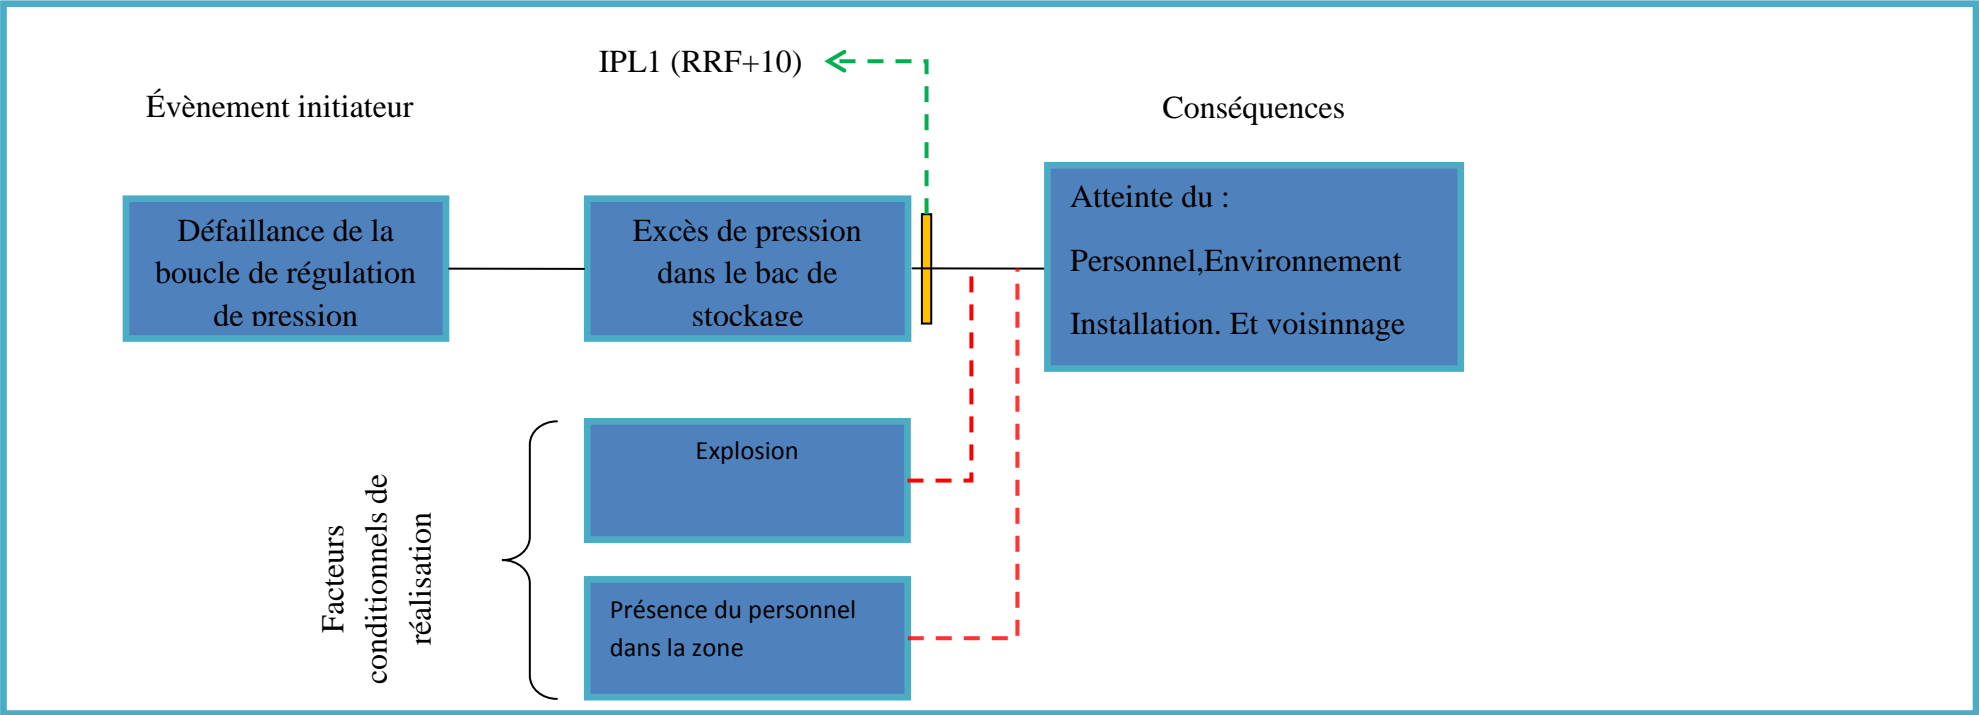 IPL1 (RRF+10)
Évènement initiateur
Conséquences
Défaillance de la
boucle de régulation
de pression
Excès de pression
dans le bac de
stockage
Atteinte du :
Personnel,Environnement
Installation. Et voisinnage
Facteurs
conditionnels de
réalisation
Explosion
Présence du personnel
dans la zone